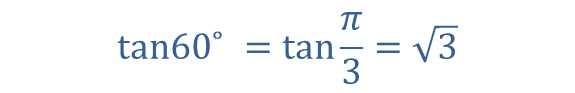 tan60° = tan π/3 = √3